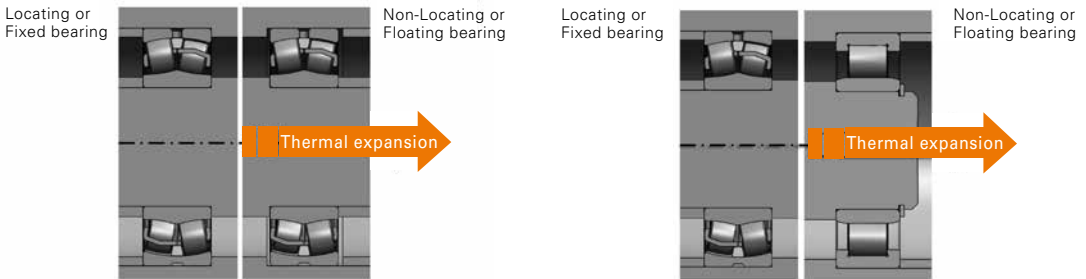 Locating or
Fixed bearing
Non-Locating or
Floating bearing
Thermal expansion
Locating or
Fixed bearing
Non-Locating or
Floating bearing
Thermal expansion